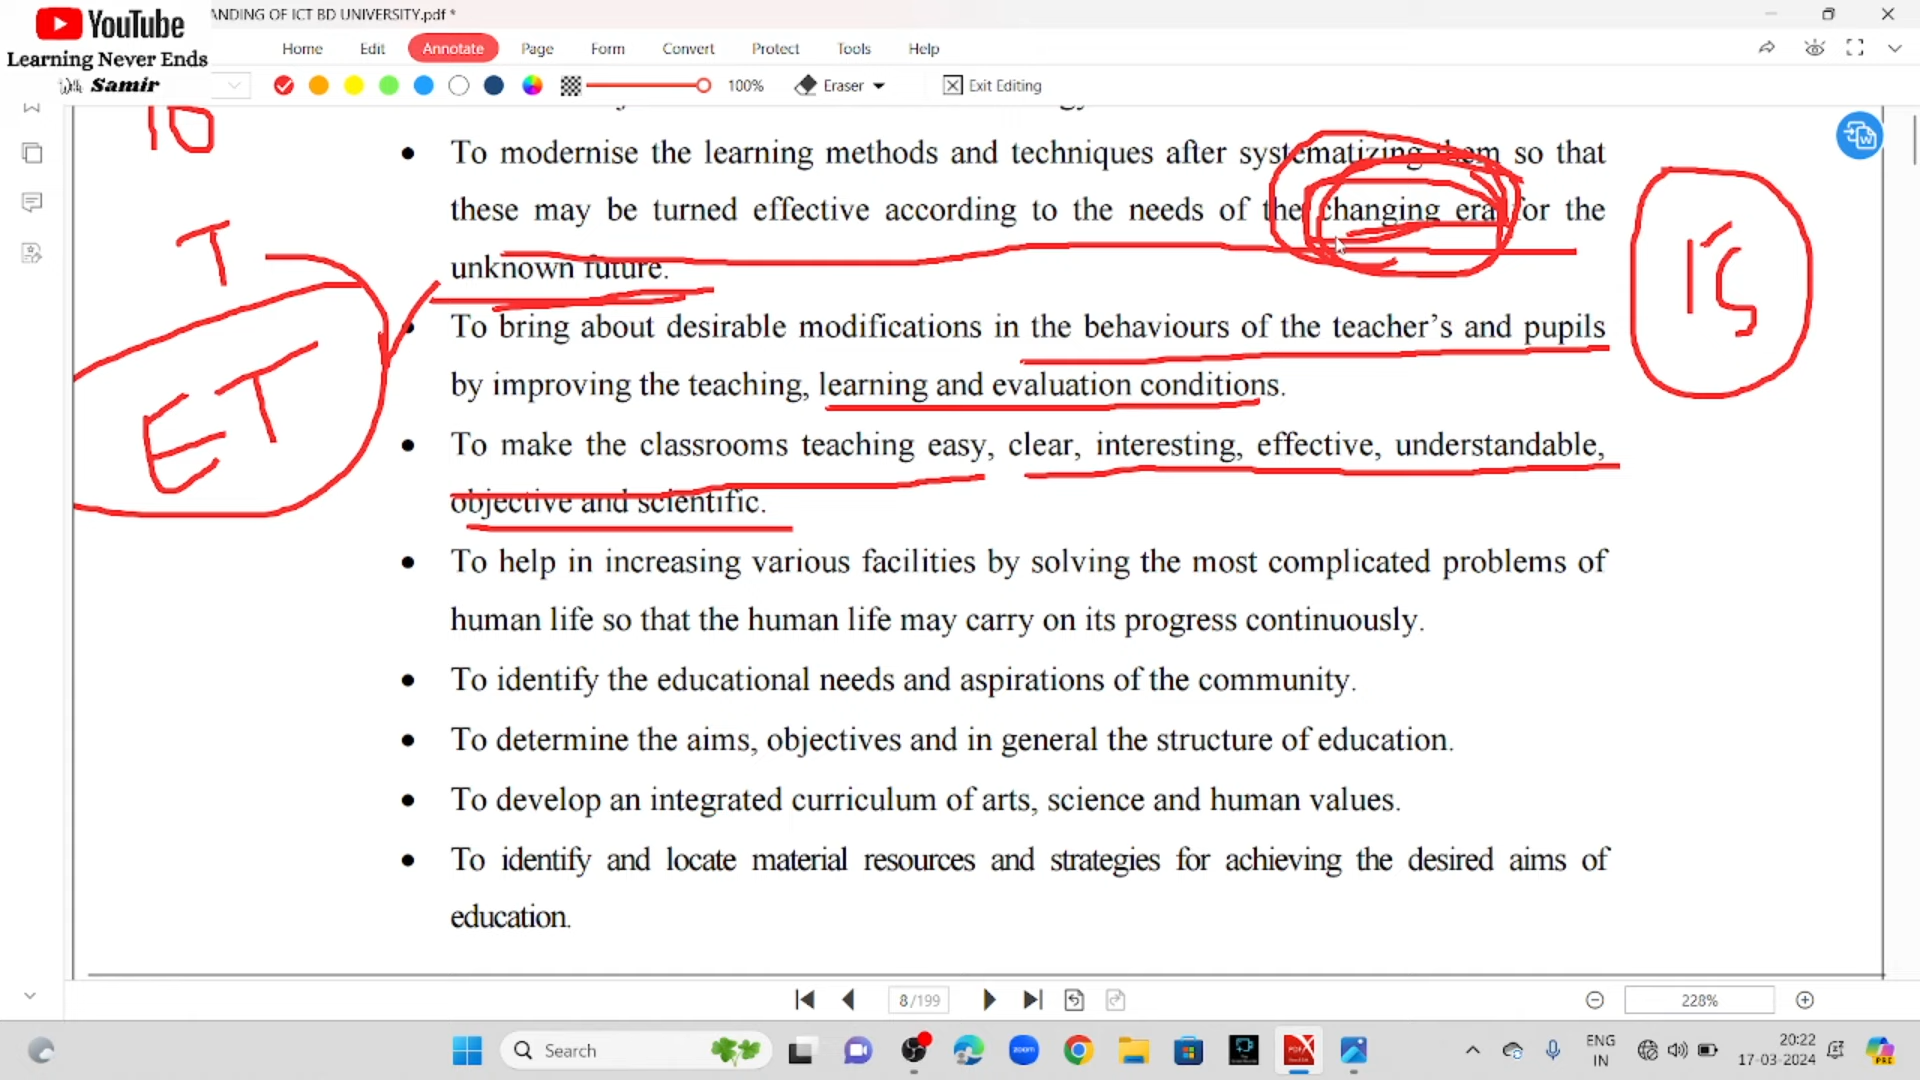 YouTube
Learning Never Ends
With Samir
ANDING OF ICT BD UNIVERSITY.pdf *
Home Edit Annotate Page Form Convert Protect Tools Help
100% Eraser Exit Editing
10
• To modernise the learning methods and techniques after systematizing them so that
these may be turned effective according to the needs of the changing era for the
unknown future.
T
ET
15
• To bring about desirable modifications in the behaviours of the teacher’s and pupils
by improving the teaching, learning and evaluation conditions.
• To make the classrooms teaching easy, clear, interesting, effective, understandable,
objective and scientific.
• To help in increasing various facilities by solving the most complicated problems of
human life so that the human life may carry on its progress continuously.
• To identify the educational needs and aspirations of the community.
• To determine the aims, objectives and in general the structure of education.
• To develop an integrated curriculum of arts, science and human values.
• To identify and locate material resources and strategies for achieving the desired aims of
education.
8 /199
228%
Search
zoom
ENG
IN
20:22
17-03-2024
PRE